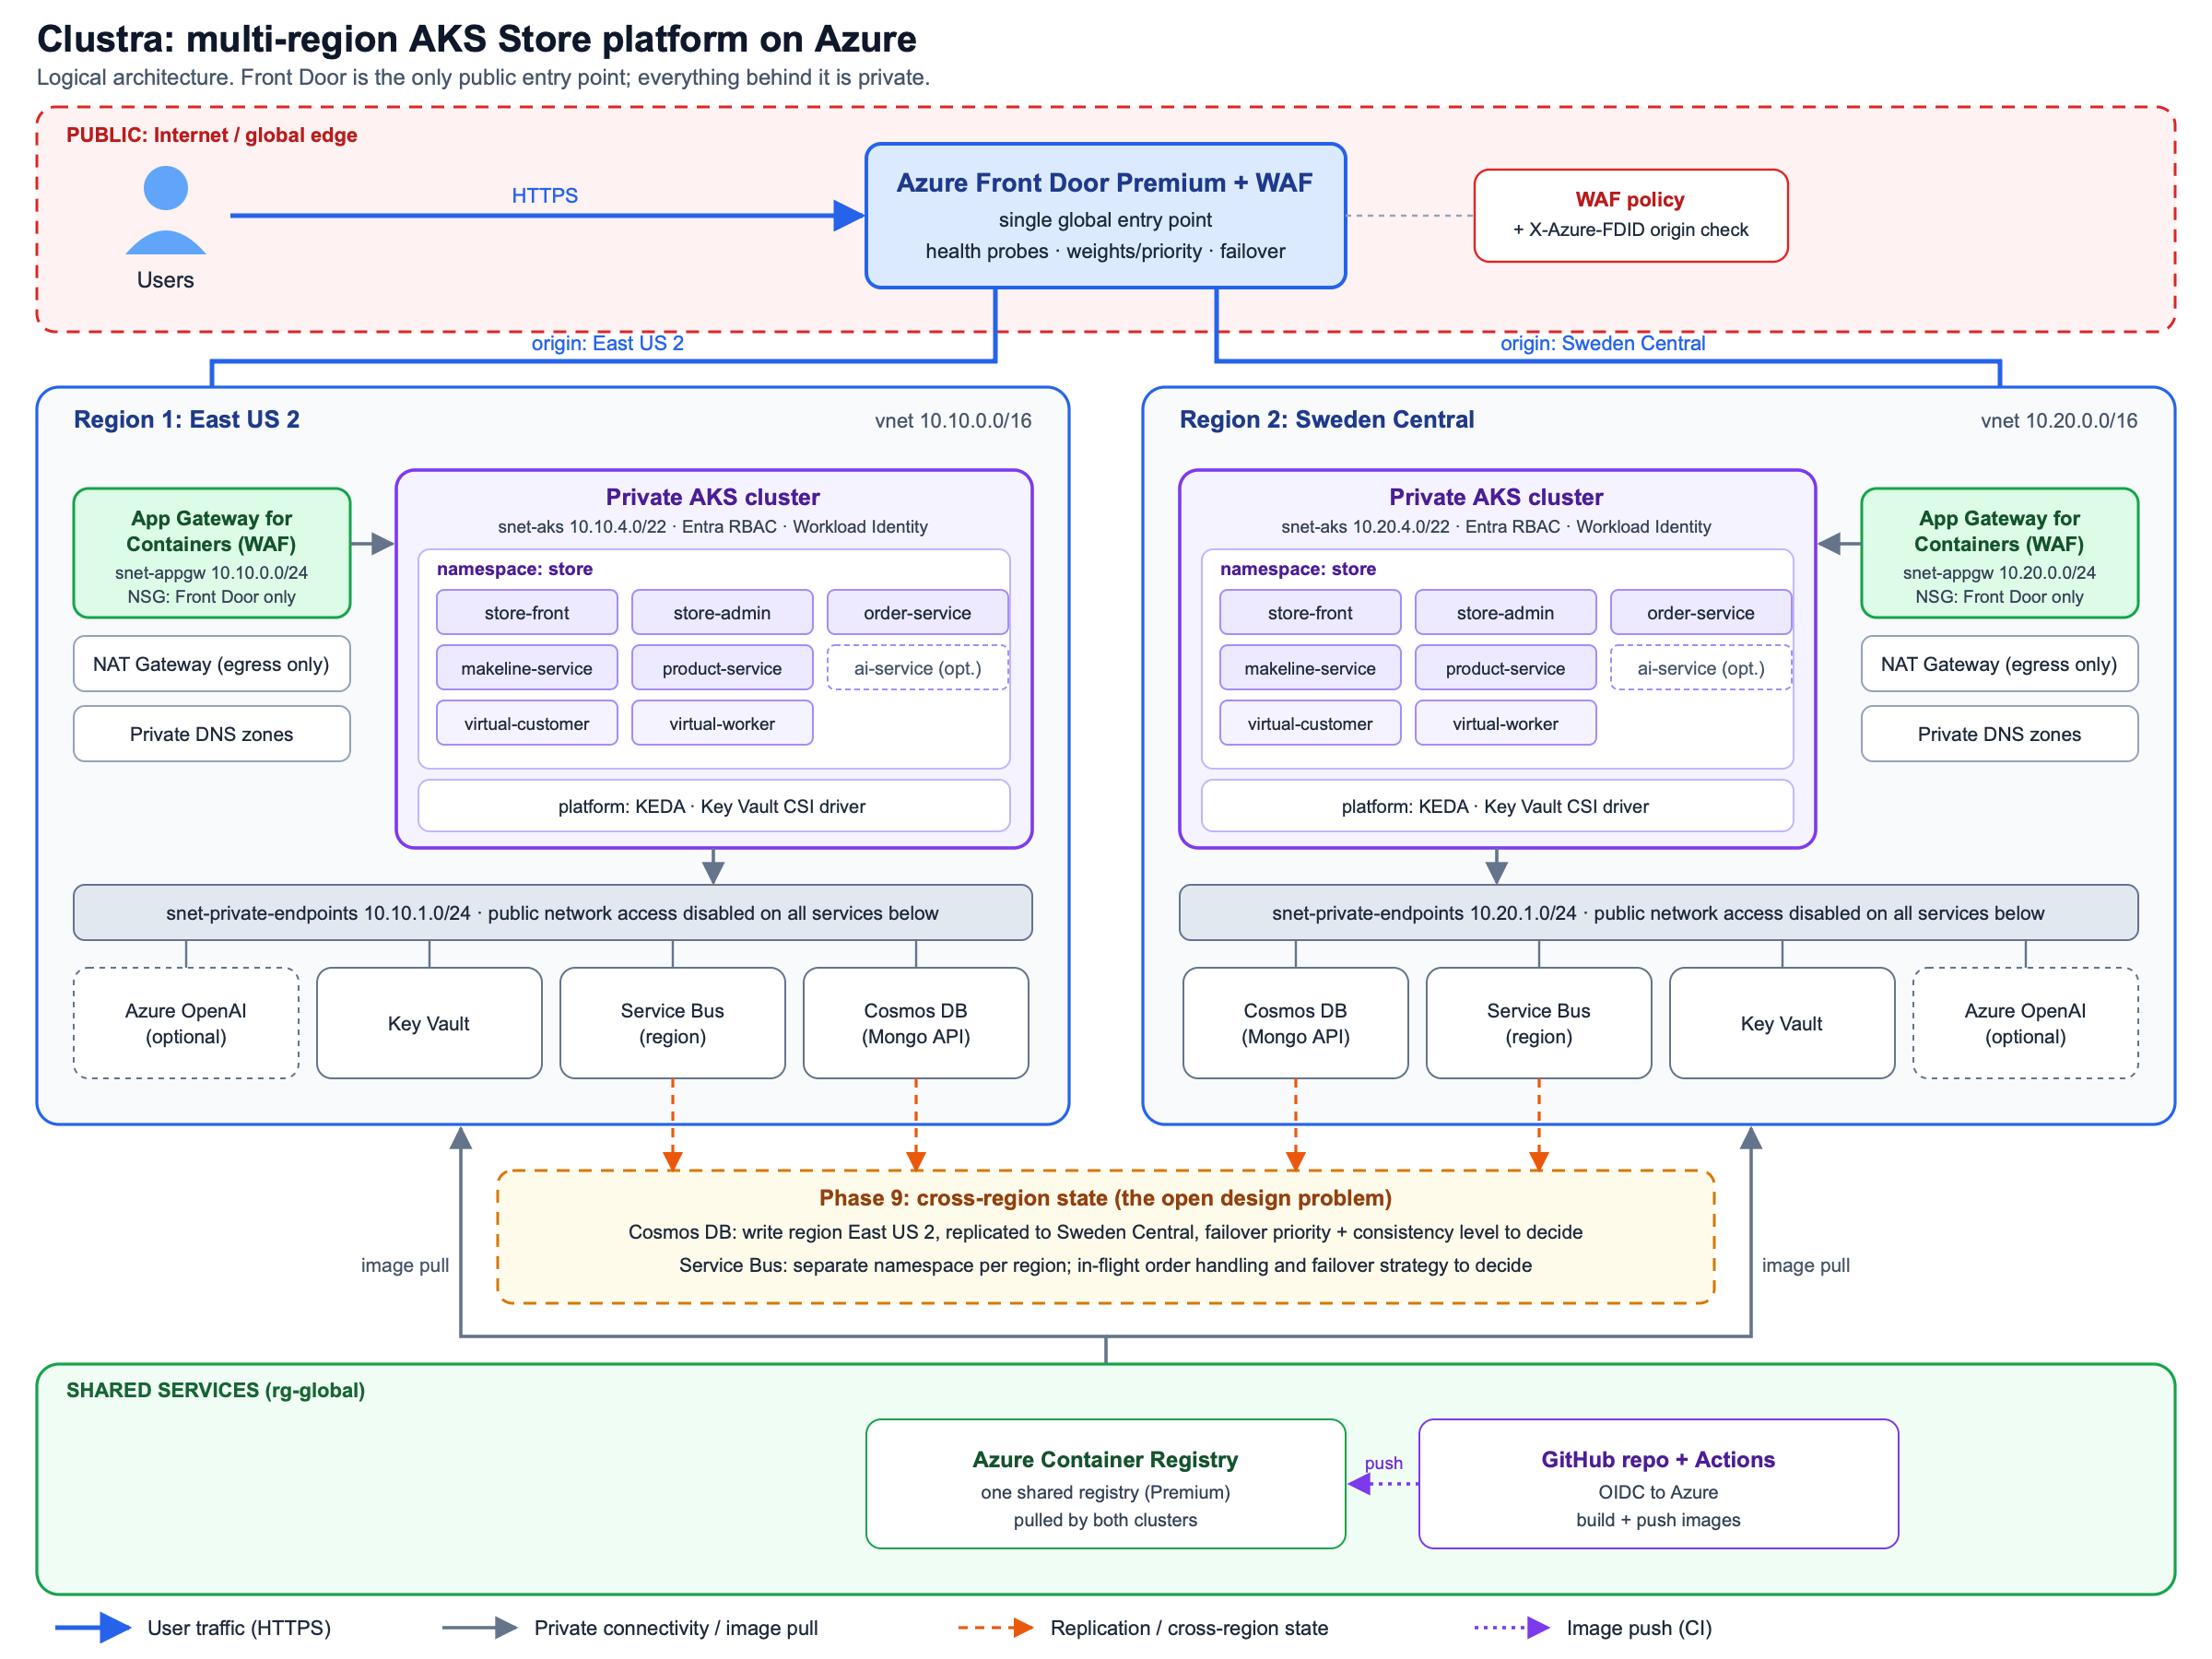 Clustra: multi-region AKS Store platform on Azure
Logical architecture. Front Door is the only public entry point; everything behind it is private.
PUBLIC: Internet / global edge
Users
HTTPS
Azure Front Door Premium + WAF
single global entry point
health probes · weights/priority · failover
WAF policy
+ X-Azure-FDID origin check
origin: East US 2
origin: Sweden Central
Region 1: East US 2
vnet 10.10.0.0/16
App Gateway for
Containers (WAF)
snet-appgw 10.10.0.0/24
NSG: Front Door only
NAT Gateway (egress only)
Private DNS zones
Private AKS cluster
snet-aks 10.10.4.0/22 · Entra RBAC · Workload Identity
namespace: store
store-front
store-admin
order-service
makeline-service
product-service
ai-service (opt.)
virtual-customer
virtual-worker
platform: KEDA · Key Vault CSI driver
snet-private-endpoints 10.10.1.0/24 · public network access disabled on all services below
Azure OpenAI
(optional)
Key Vault
Service Bus
(region)
Cosmos DB
(Mongo API)
Region 2: Sweden Central
vnet 10.20.0.0/16
Private AKS cluster
snet-aks 10.20.4.0/22 · Entra RBAC · Workload Identity
namespace: store
store-front
store-admin
order-service
makeline-service
product-service
ai-service (opt.)
virtual-customer
virtual-worker
platform: KEDA · Key Vault CSI driver
App Gateway for
Containers (WAF)
snet-appgw 10.20.0.0/24
NSG: Front Door only
NAT Gateway (egress only)
Private DNS zones
snet-private-endpoints 10.20.1.0/24 · public network access disabled on all services below
Cosmos DB
(Mongo API)
Service Bus
(region)
Key Vault
Azure OpenAI
(optional)
Phase 9: cross-region state (the open design problem)
Cosmos DB: write region East US 2, replicated to Sweden Central, failover priority + consistency level to decide
Service Bus: separate namespace per region; in-flight order handling and failover strategy to decide
image pull
image pull
SHARED SERVICES (rg-global)
Azure Container Registry
one shared registry (Premium)
pulled by both clusters
push
GitHub repo + Actions
OIDC to Azure
build + push images
User traffic (HTTPS)
Private connectivity / image pull
Replication / cross-region state
Image push (CI)